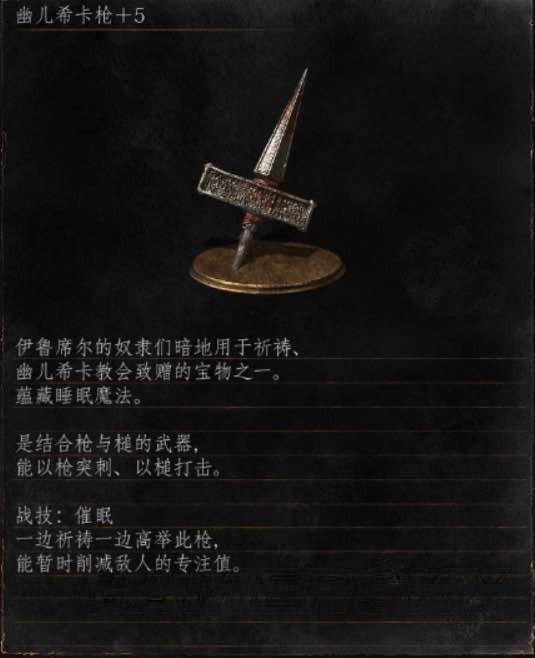 幽儿希卡枪+5
伊鲁席尔的奴隶们暗地用于祈祷、
幽儿希卡教会致赠的宝物之一。
蕴藏睡眠魔法。
是结合枪与槌的武器，
能以枪突刺、以槌打击。
战技：催眠
一边祈祷一边高举此枪，
能暂时削减敌人的专注值。
GAMERSKY